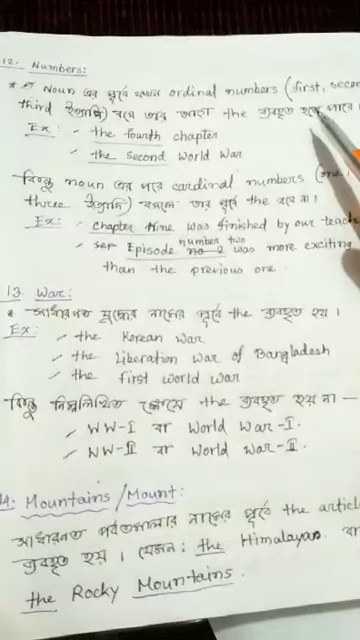 12. Numbers:
* Noun এর পূর্বে যখন ordinal numbers (first, secon
third ইত্যাদি) বসে তার আগে the ব্যবহৃত হতে পারে।
Ex: - the fourth chapter
- the second World War
কিন্তু noun এর পরে cardinal numbers (one,
three ইত্যাদি) বসলে তার পূর্বে the বসে না।
Ex: - chapter Nine was finished by our teach
Episode number two was more exciting
than the previous one.
13. War:
* সাধারণত যুদ্ধের নামের পূর্বে the ব্যবহৃত হয়।
Ex: - the Korean War
- the Liberation War of Bangladesh
- the first world war
কিন্তু নিম্নলিখিত ক্ষেত্রে the ব্যবহৃত হয় না—
WW-I বা World War-I.
WW-II বা World War-II.
14. Mountains/Mount:
সাধারণত পর্বতমালার নামের পূর্বে the articl
ব্যবহৃত হয়। যেমন: the Himalayan বা
the Rocky Mountains.